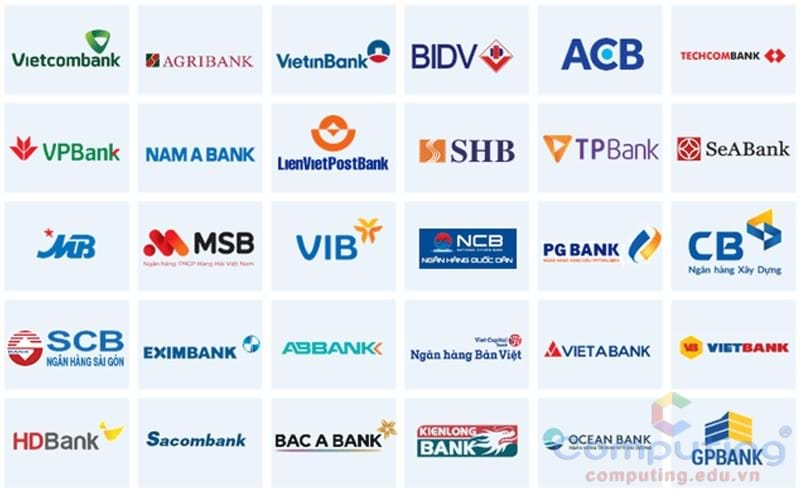 Vietcombank
AGRIBANK
VietinBank
BIDV
ACB
TECHCOMBANK
VPBank
NAM A BANK
LienVietPostBank
SHB
TPBank
SeABank
MB
MSB
Ngân hàng TMCP Hàng Hải Việt Nam
VIB
NCB
NGÂN HÀNG QUỐC DÂN
PG BANK
CB
Ngân hàng Xây Dựng
SCB
BANK
NGÂN HÀNG SÀI GÒN
EXIMBANK
ABBANK
Viet Capital
Bank
Ngân hàng Bản Việt
VIETABANK
VB
VIETBANK
HDBank
Sacombank
BAC A BANK
KIENLONG
BANK
OCEAN BANK
GPBANK
Computing
computing.edu.vn